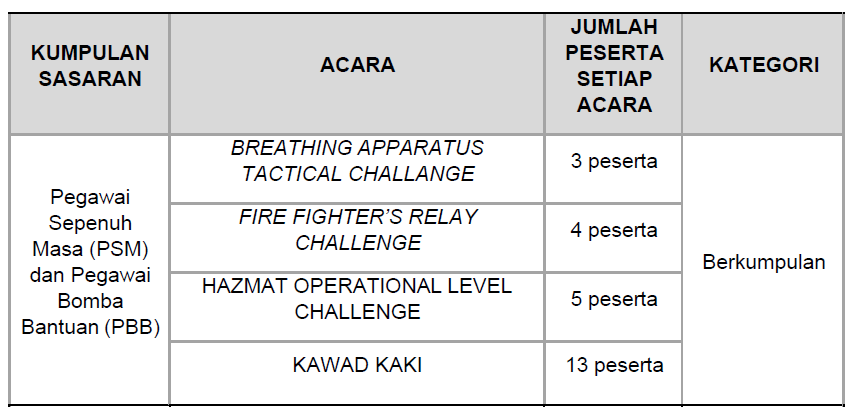 KUMPULAN
SASARAN
ACARA
JUMLAH
PESERTA
SETIAP
ACARA
KATEGORI
Pegawai
Sepenuh
Masa (PSM)
dan Pegawai
Bomba
Bantuan (PBB)
BREATHING APPARATUS
TACTICAL CHALLANGE
3 peserta
FIRE FIGHTER’S RELAY
CHALLENGE
4 peserta
HAZMAT OPERATIONAL LEVEL
CHALLENGE
5 peserta
KAWAD KAKI
13 peserta
Berkumpulan